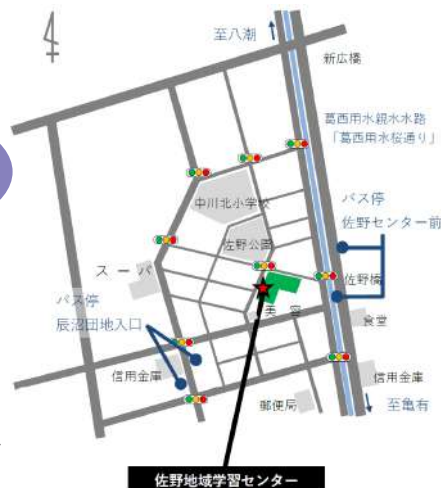 至八潮
新広橋
葛西用水親水水路
「葛西用水桜通り」
中川北小学校
バス停
佐野センター前
佐野公園
佐野橋
スーパ
美容
バス停
辰沼団地入口
食堂
信用金庫
信用金庫
郵便局
至亀有
佐野地域学習センター